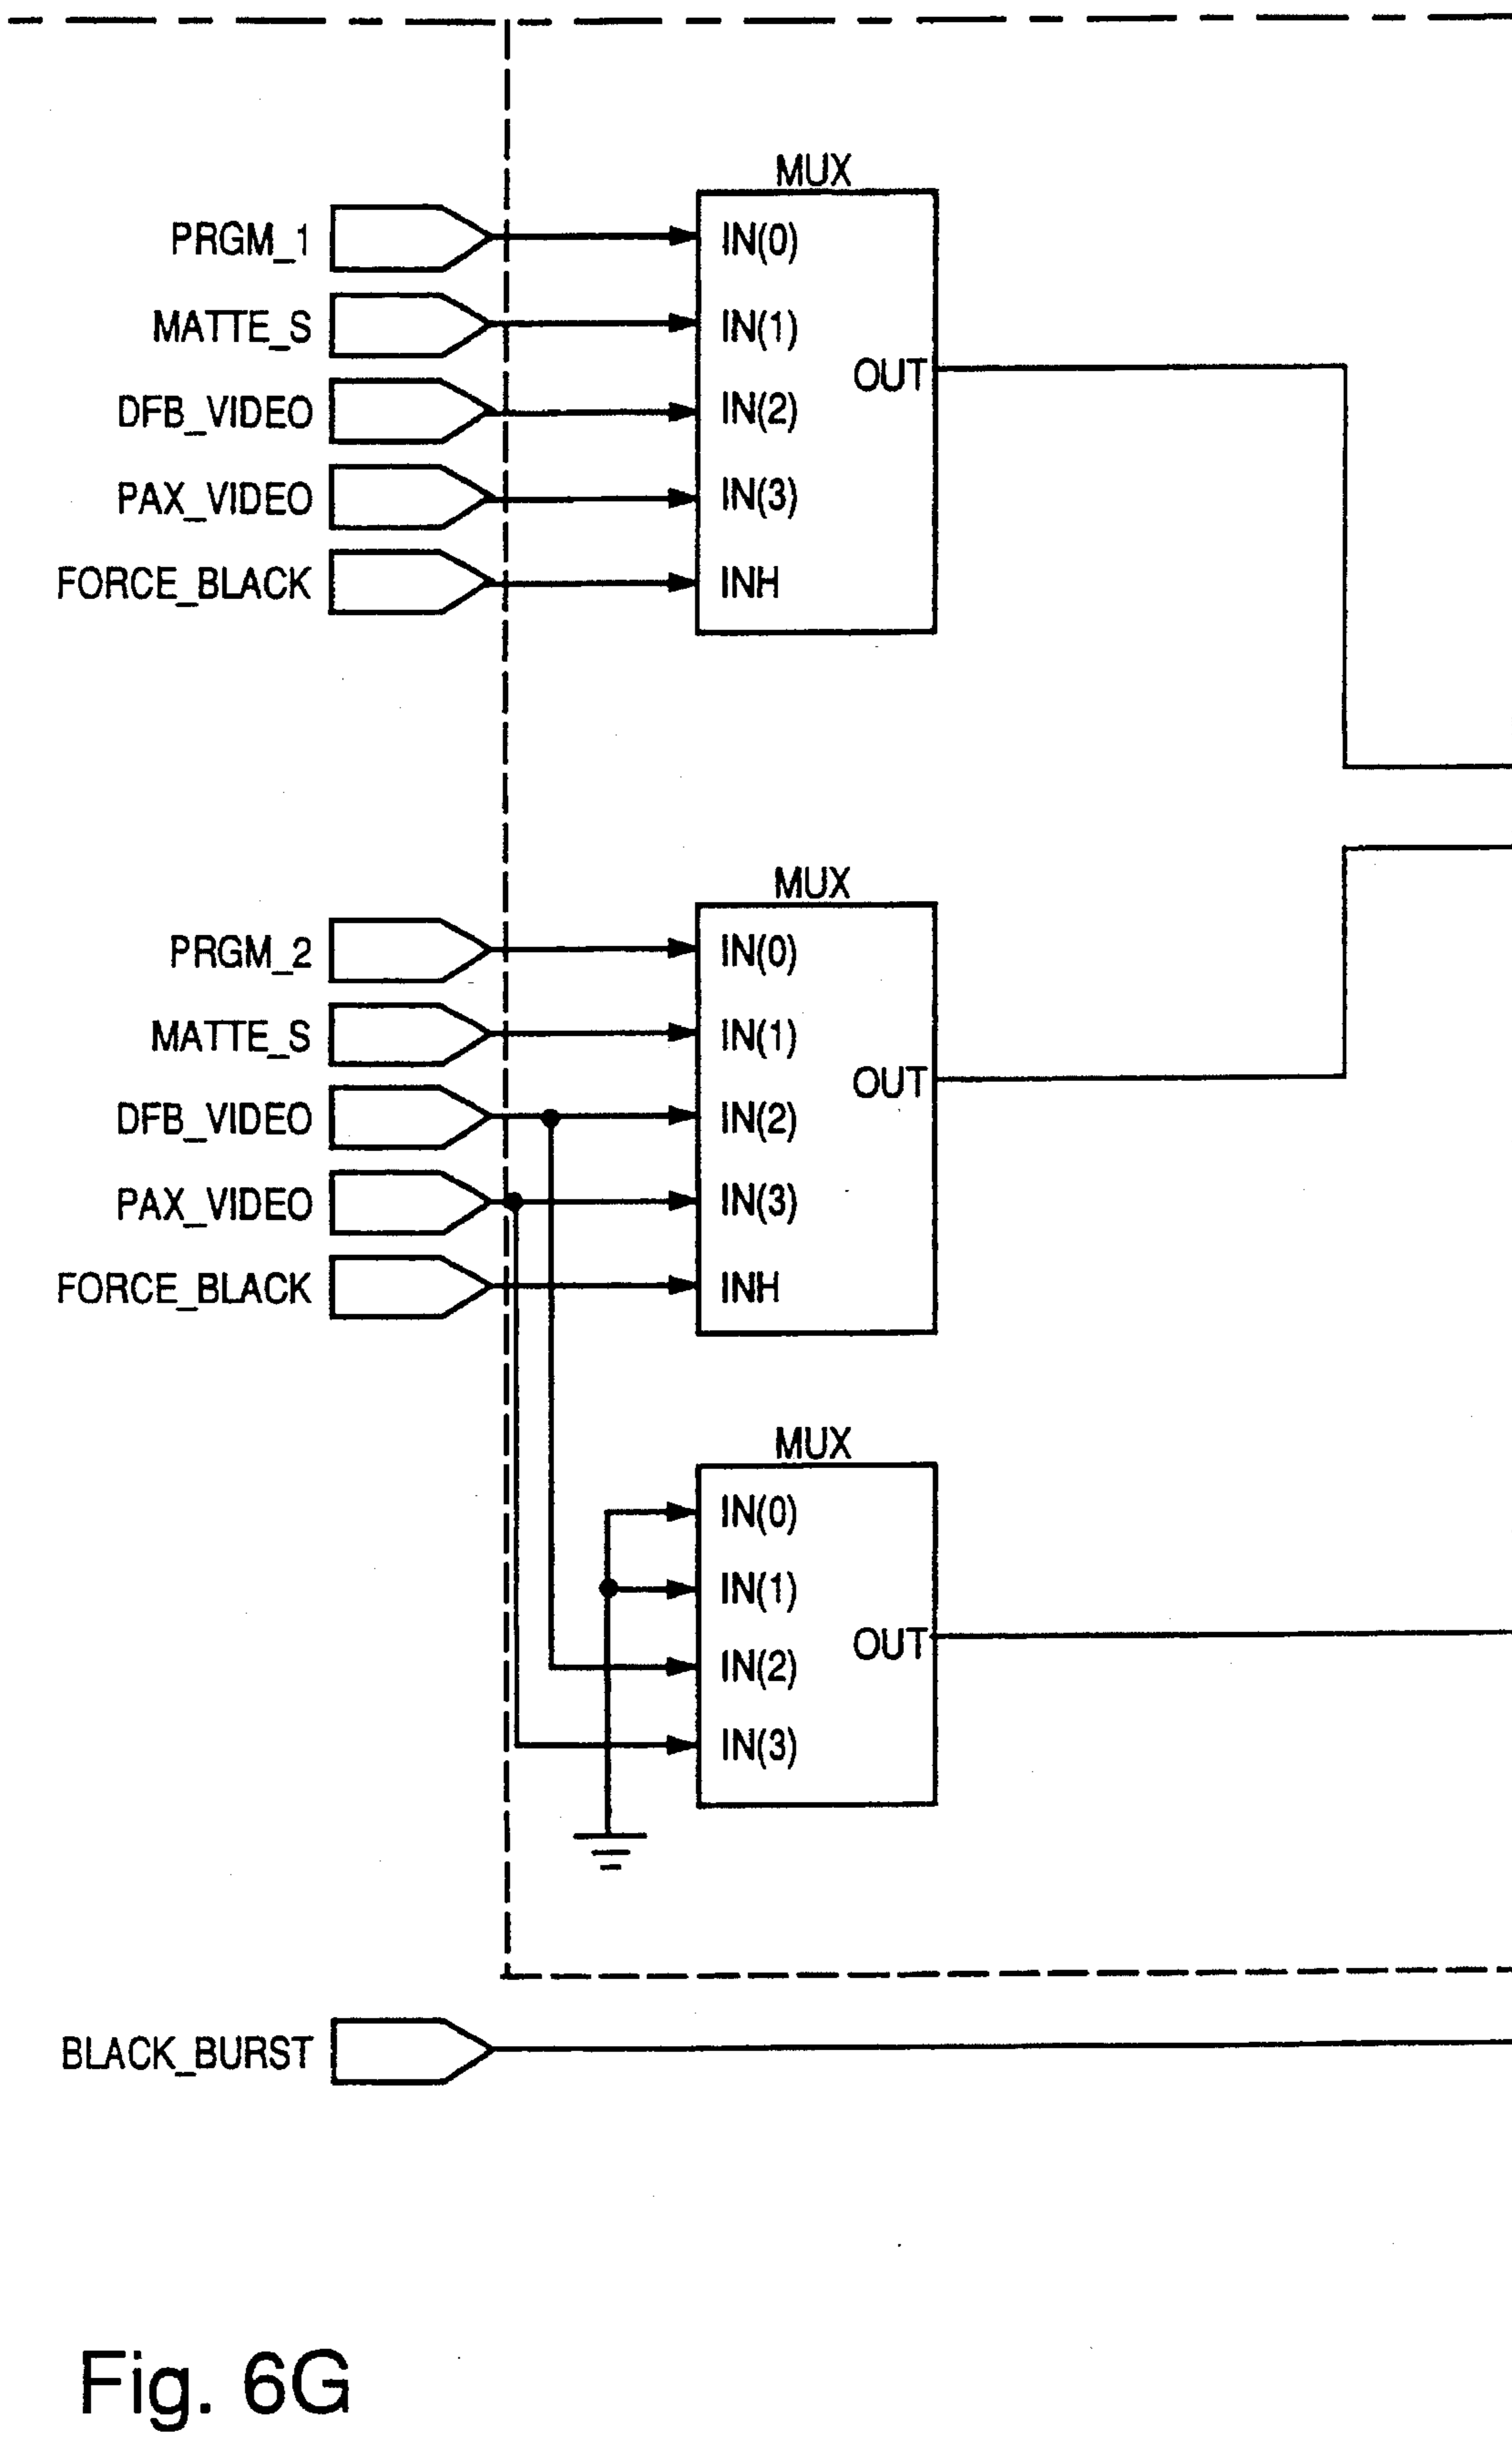 MUX
PRGM_1 IN(0)
MATTE_S IN(1)
OUT
DFB_VIDEO IN(2)
PAX_VIDEO IN(3)
FORCE_BLACK INH
MUX
PRGM_2 IN(0)
MATTE_S IN(1)
OUT
DFB_VIDEO IN(2)
PAX_VIDEO IN(3)
FORCE_BLACK INH
MUX
IN(0)
IN(1)
OUT
IN(2)
IN(3)
BLACK_BURST
Fig. 6G